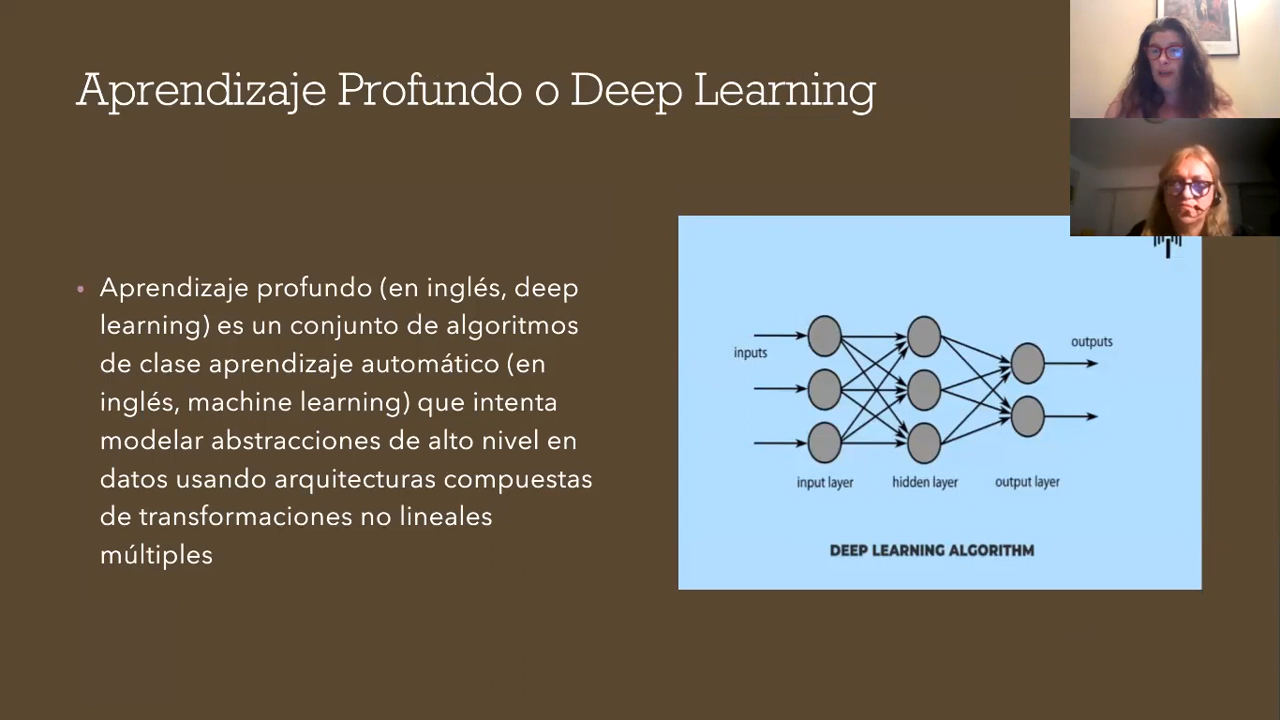 Aprendizaje Profundo o Deep Learning
• Aprendizaje profundo (en inglés, deep
learning) es un conjunto de algoritmos
de clase aprendizaje automático (en
inglés, machine learning) que intenta
modelar abstracciones de alto nivel en
datos usando arquitecturas compuestas
de transformaciones no lineales
múltiples
inputs
outputs
input layer
hidden layer
output layer
DEEP LEARNING ALGORITHM